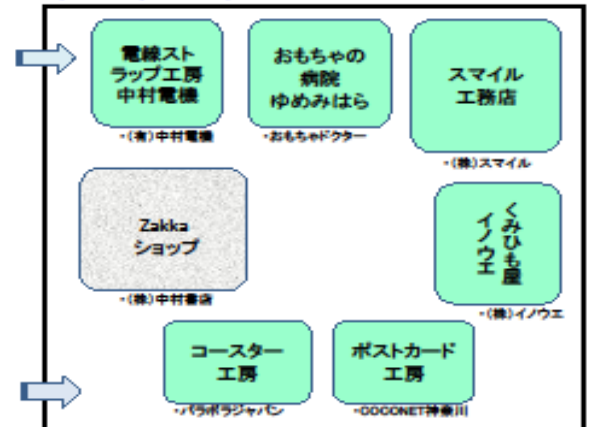 電線スト
ラップ工房
中村電機
・(有)中村電機
おもちゃの
病院
ゆめみはら
・おもちゃドクター
スマイル
工務店
・(株)スマイル
Zakka
ショップ
・(株)中村書店
くみひも屋
イノウエ
・(株)イノウエ
コースター
工房
・パラボラジャパン
ポストカード
工房
・COCONET神奈川